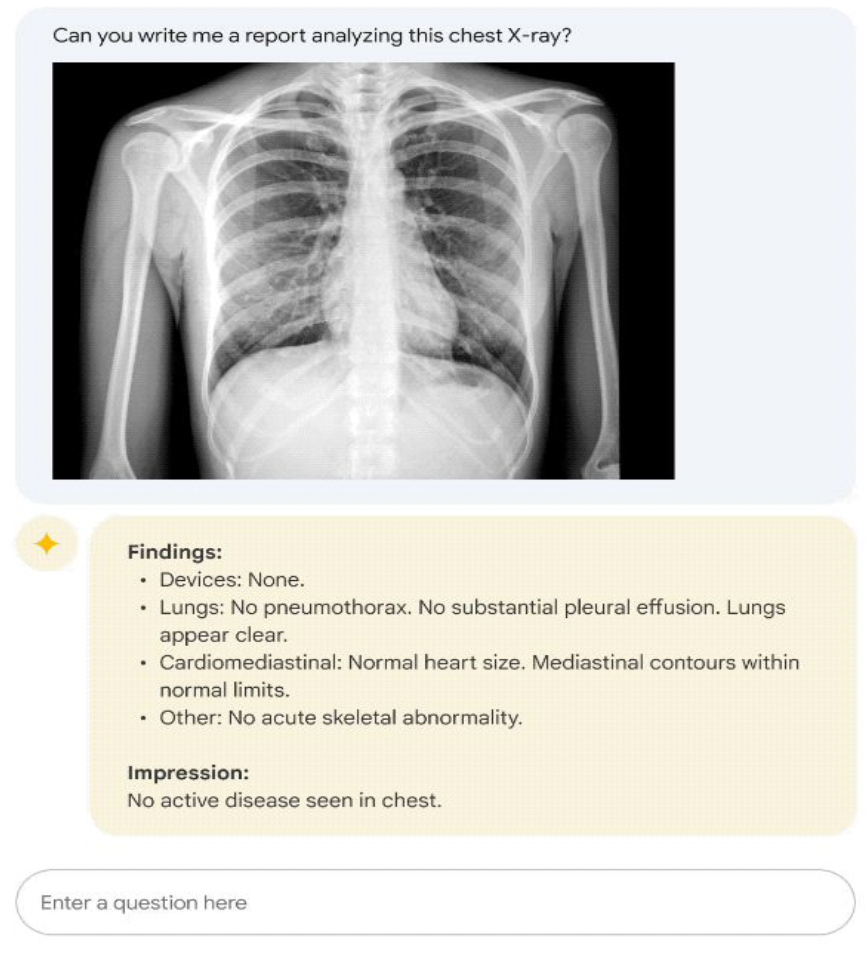 Can you write me a report analyzing this chest X-ray?
Findings:
• Devices: None.
• Lungs: No pneumothorax. No substantial pleural effusion. Lungs
appear clear.
• Cardiomediastinal: Normal heart size. Mediastinal contours within
normal limits.
• Other: No acute skeletal abnormality.
Impression:
No active disease seen in chest.
Enter a question here